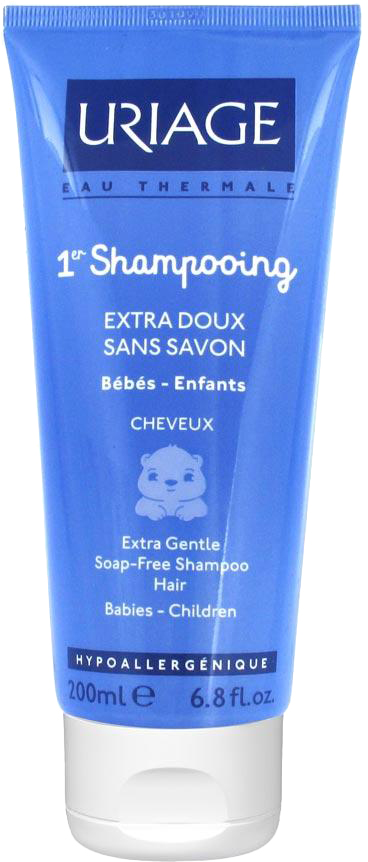 URIAGE
EAU THERMALE
1er Shampooing
EXTRA DOUX
SANS SAVON
Bébés - Enfants
CHEVEUX
Extra Gentle
Soap-Free Shampoo
Hair
Babies - Children
HYPOALLERGÉNIQUE
200ml e 6.8 fl.oz.